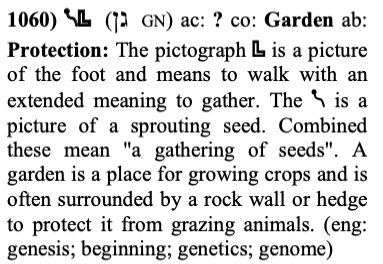 1060) (גן GN) ac: ? co: Garden ab:
Protection: The pictograph is a picture
of the foot and means to walk with an
extended meaning to gather. The is a
picture of a sprouting seed. Combined
these mean "a gathering of seeds". A
garden is a place for growing crops and is
often surrounded by a rock wall or hedge
to protect it from grazing animals. (eng:
genesis; beginning; genetics; genome)